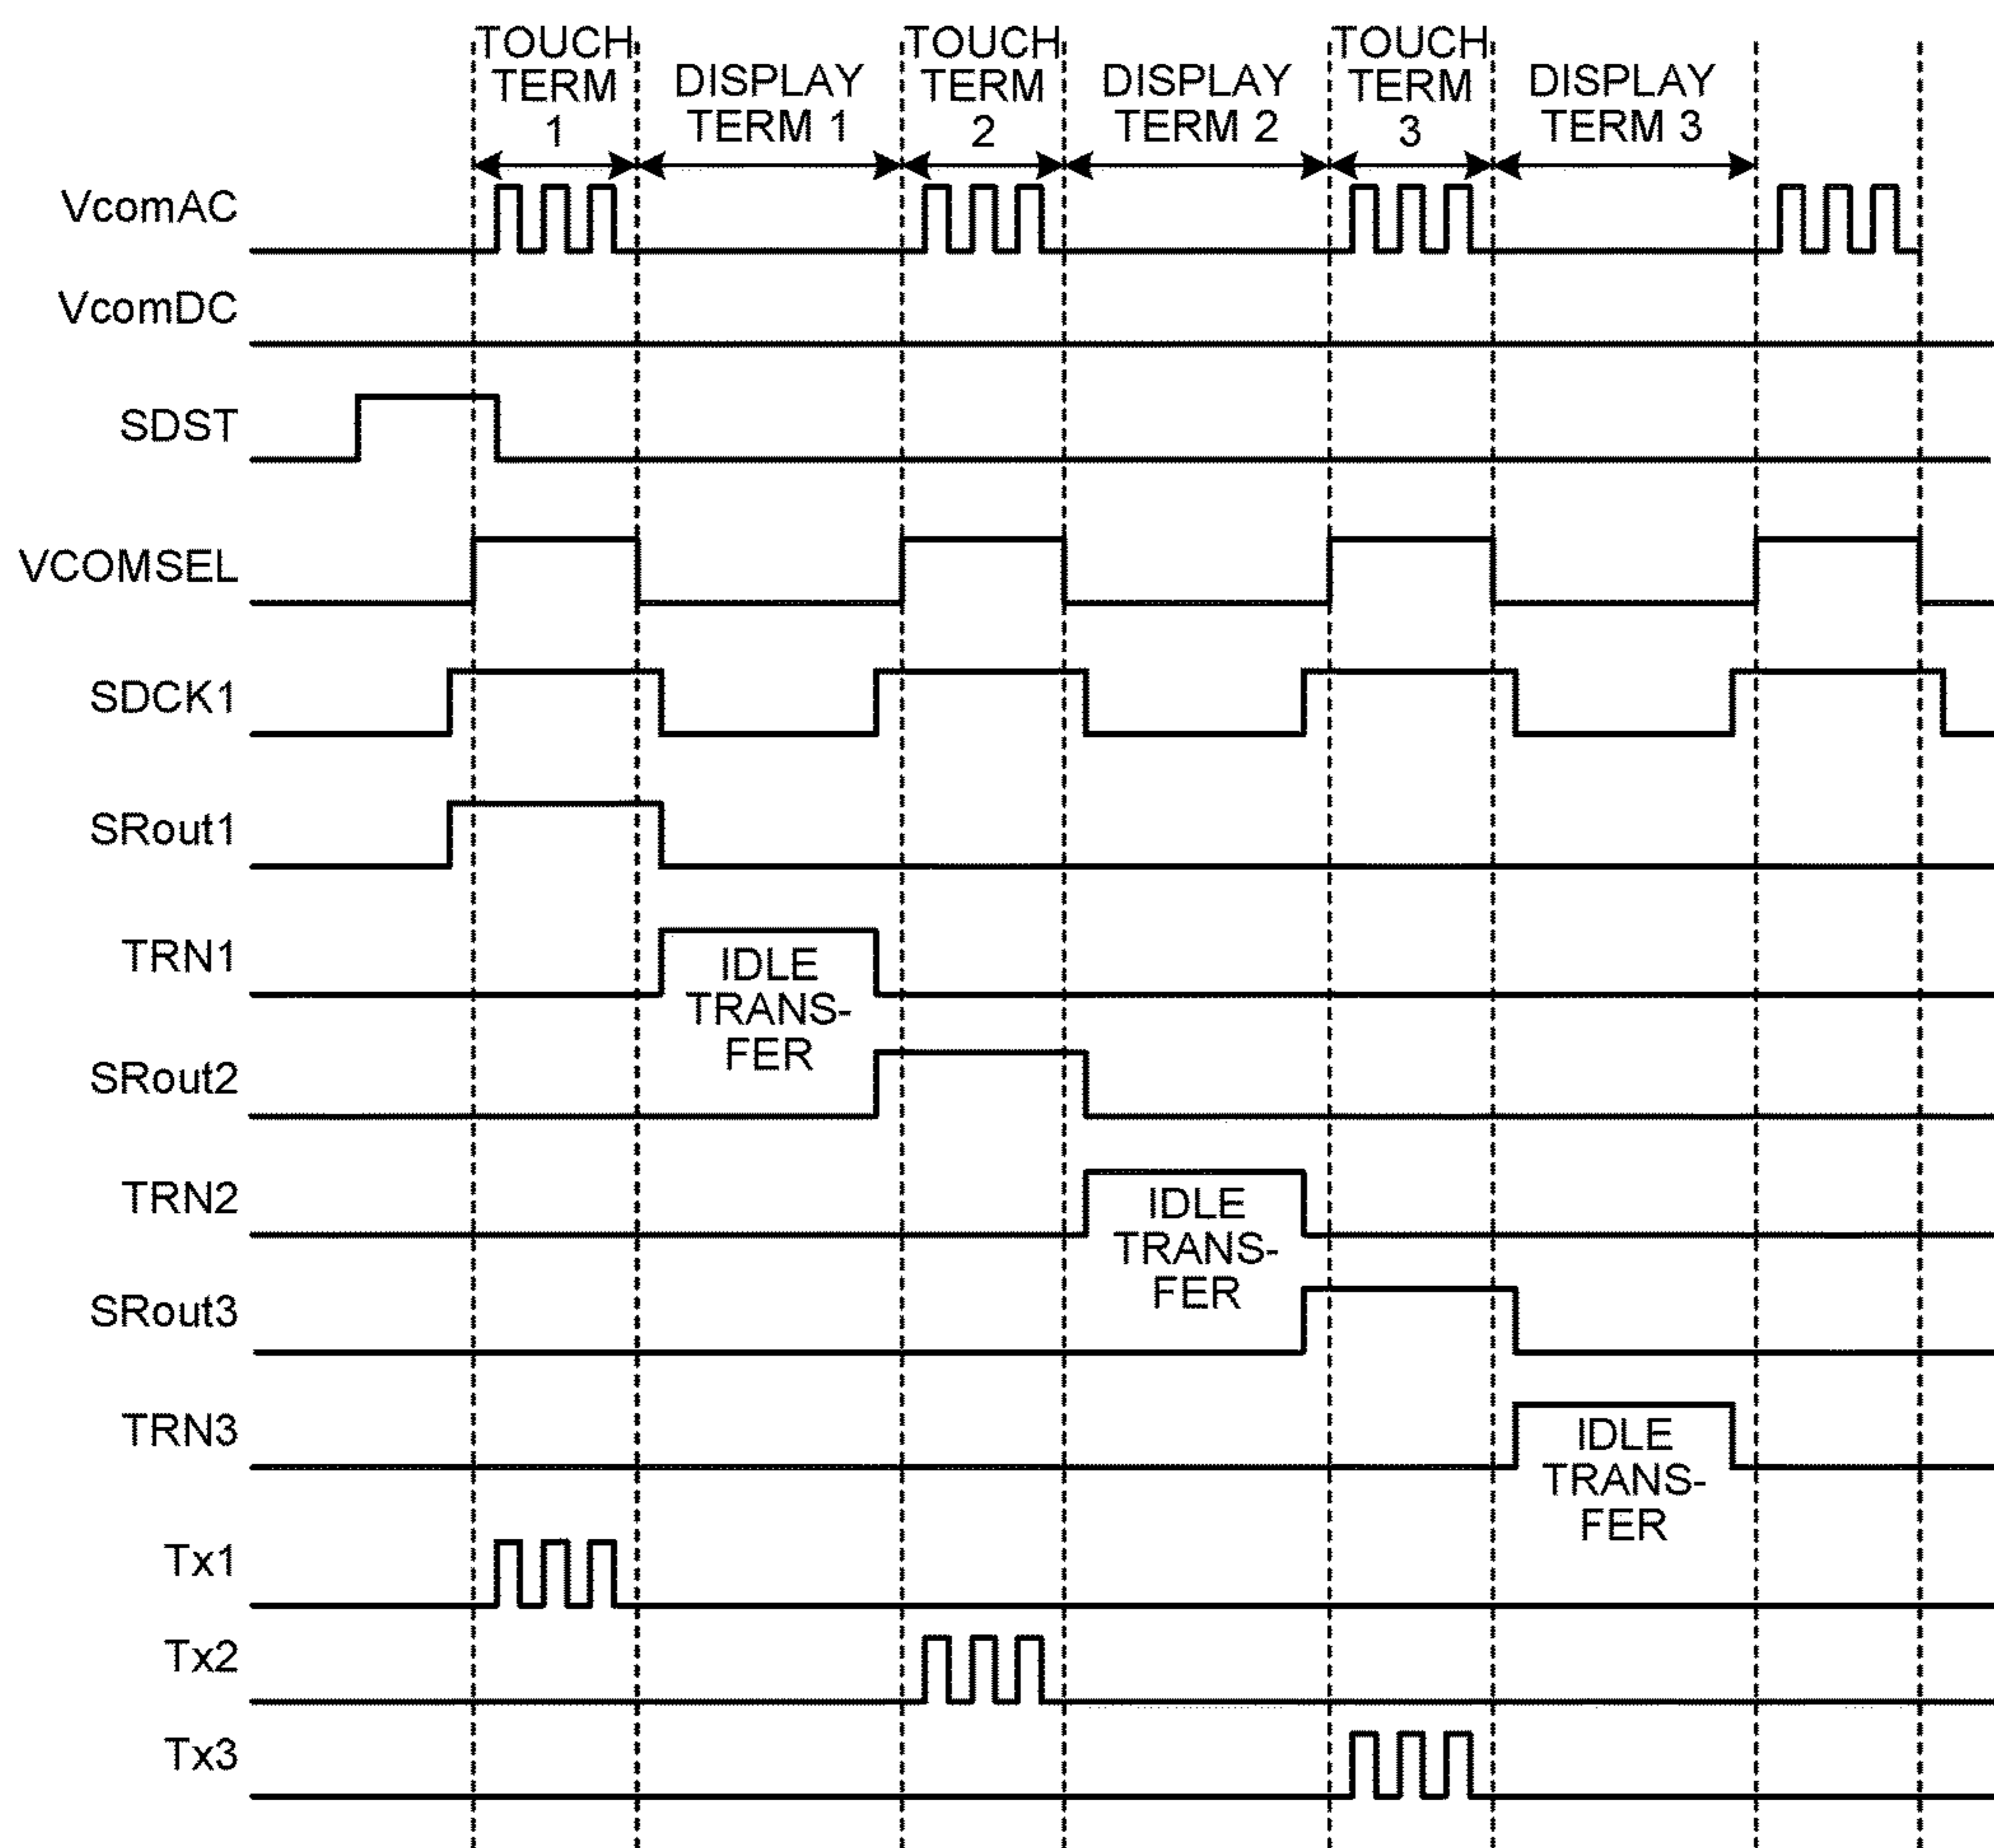 TOUCH
TERM
1
DISPLAY
TERM 1
TOUCH
TERM
2
DISPLAY
TERM 2
TOUCH
TERM
3
DISPLAY
TERM 3
VcomAC
VcomDC
SDST
VCOMSEL
SDCK1
SRout1
TRN1
IDLE
TRANS-
FER
SRout2
TRN2
IDLE
TRANS-
FER
SRout3
TRN3
IDLE
TRANS-
FER
Tx1
Tx2
Tx3